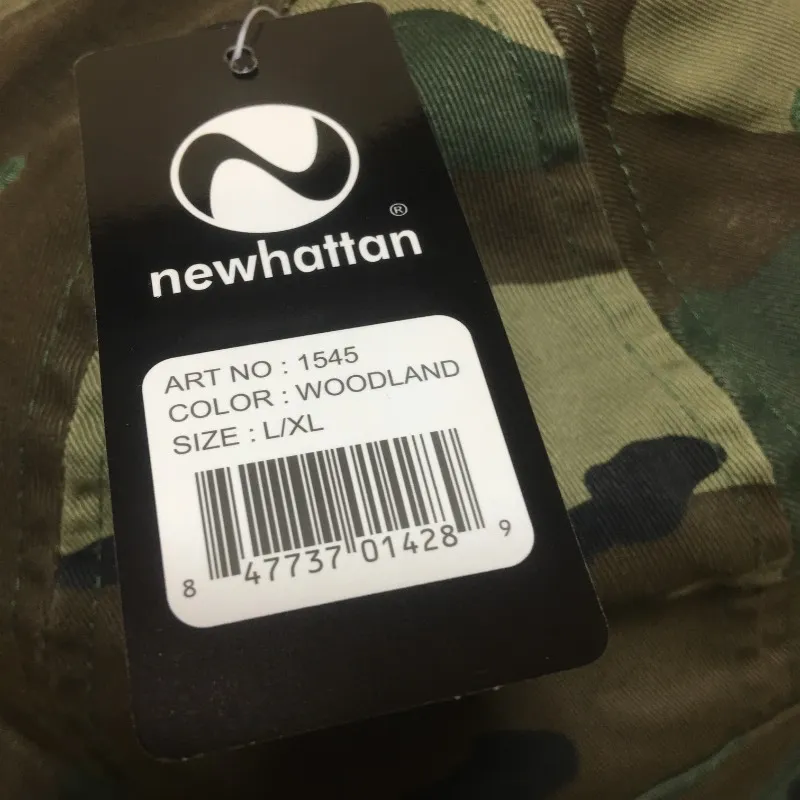 ®
newhattan
ART NO : 1545
COLOR : WOODLAND
SIZE : L/XL
8 47737 01428 9